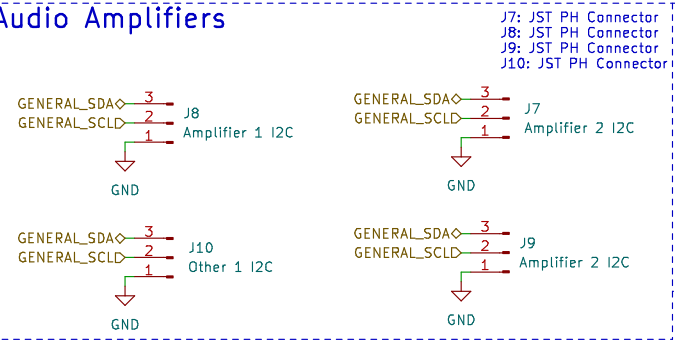 Audio Amplifiers
J7: JST PH Connector
J8: JST PH Connector
J9: JST PH Connector
J10: JST PH Connector
GENERAL_SDA 3
GENERAL_SCL 2
1
J8
Amplifier 1 I2C
GND
GENERAL_SDA 3
GENERAL_SCL 2
1
J7
Amplifier 2 I2C
GND
GENERAL_SDA 3
GENERAL_SCL 2
1
J10
Other 1 I2C
GND
GENERAL_SDA 3
GENERAL_SCL 2
1
J9
Amplifier 2 I2C
GND